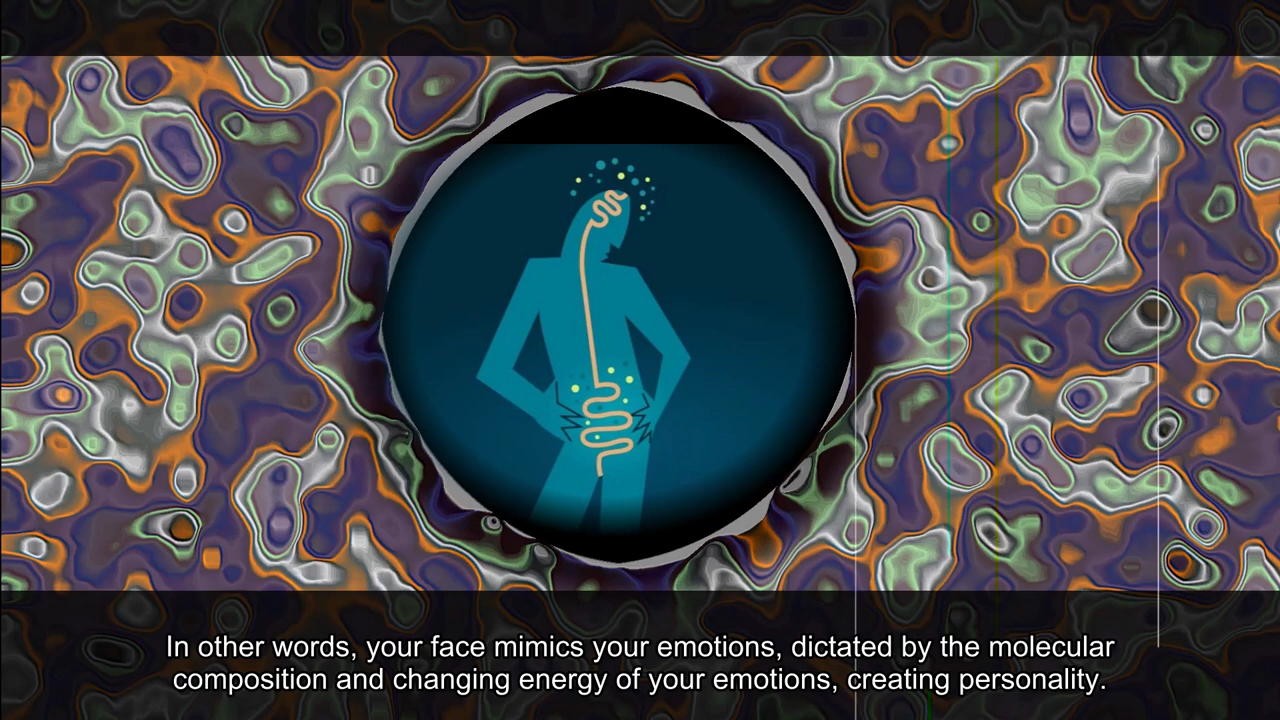 In other words, your face mimics your emotions, dictated by the molecular
composition and changing energy of your emotions, creating personality.